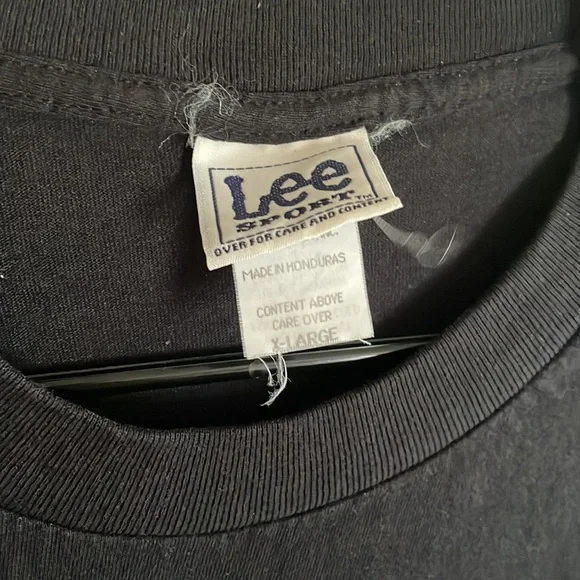 Lee
SPORT™
OVER FOR CARE AND CONTENT
MADE IN HONDURAS
CONTENT ABOVE
CARE OVER
X-LARGE